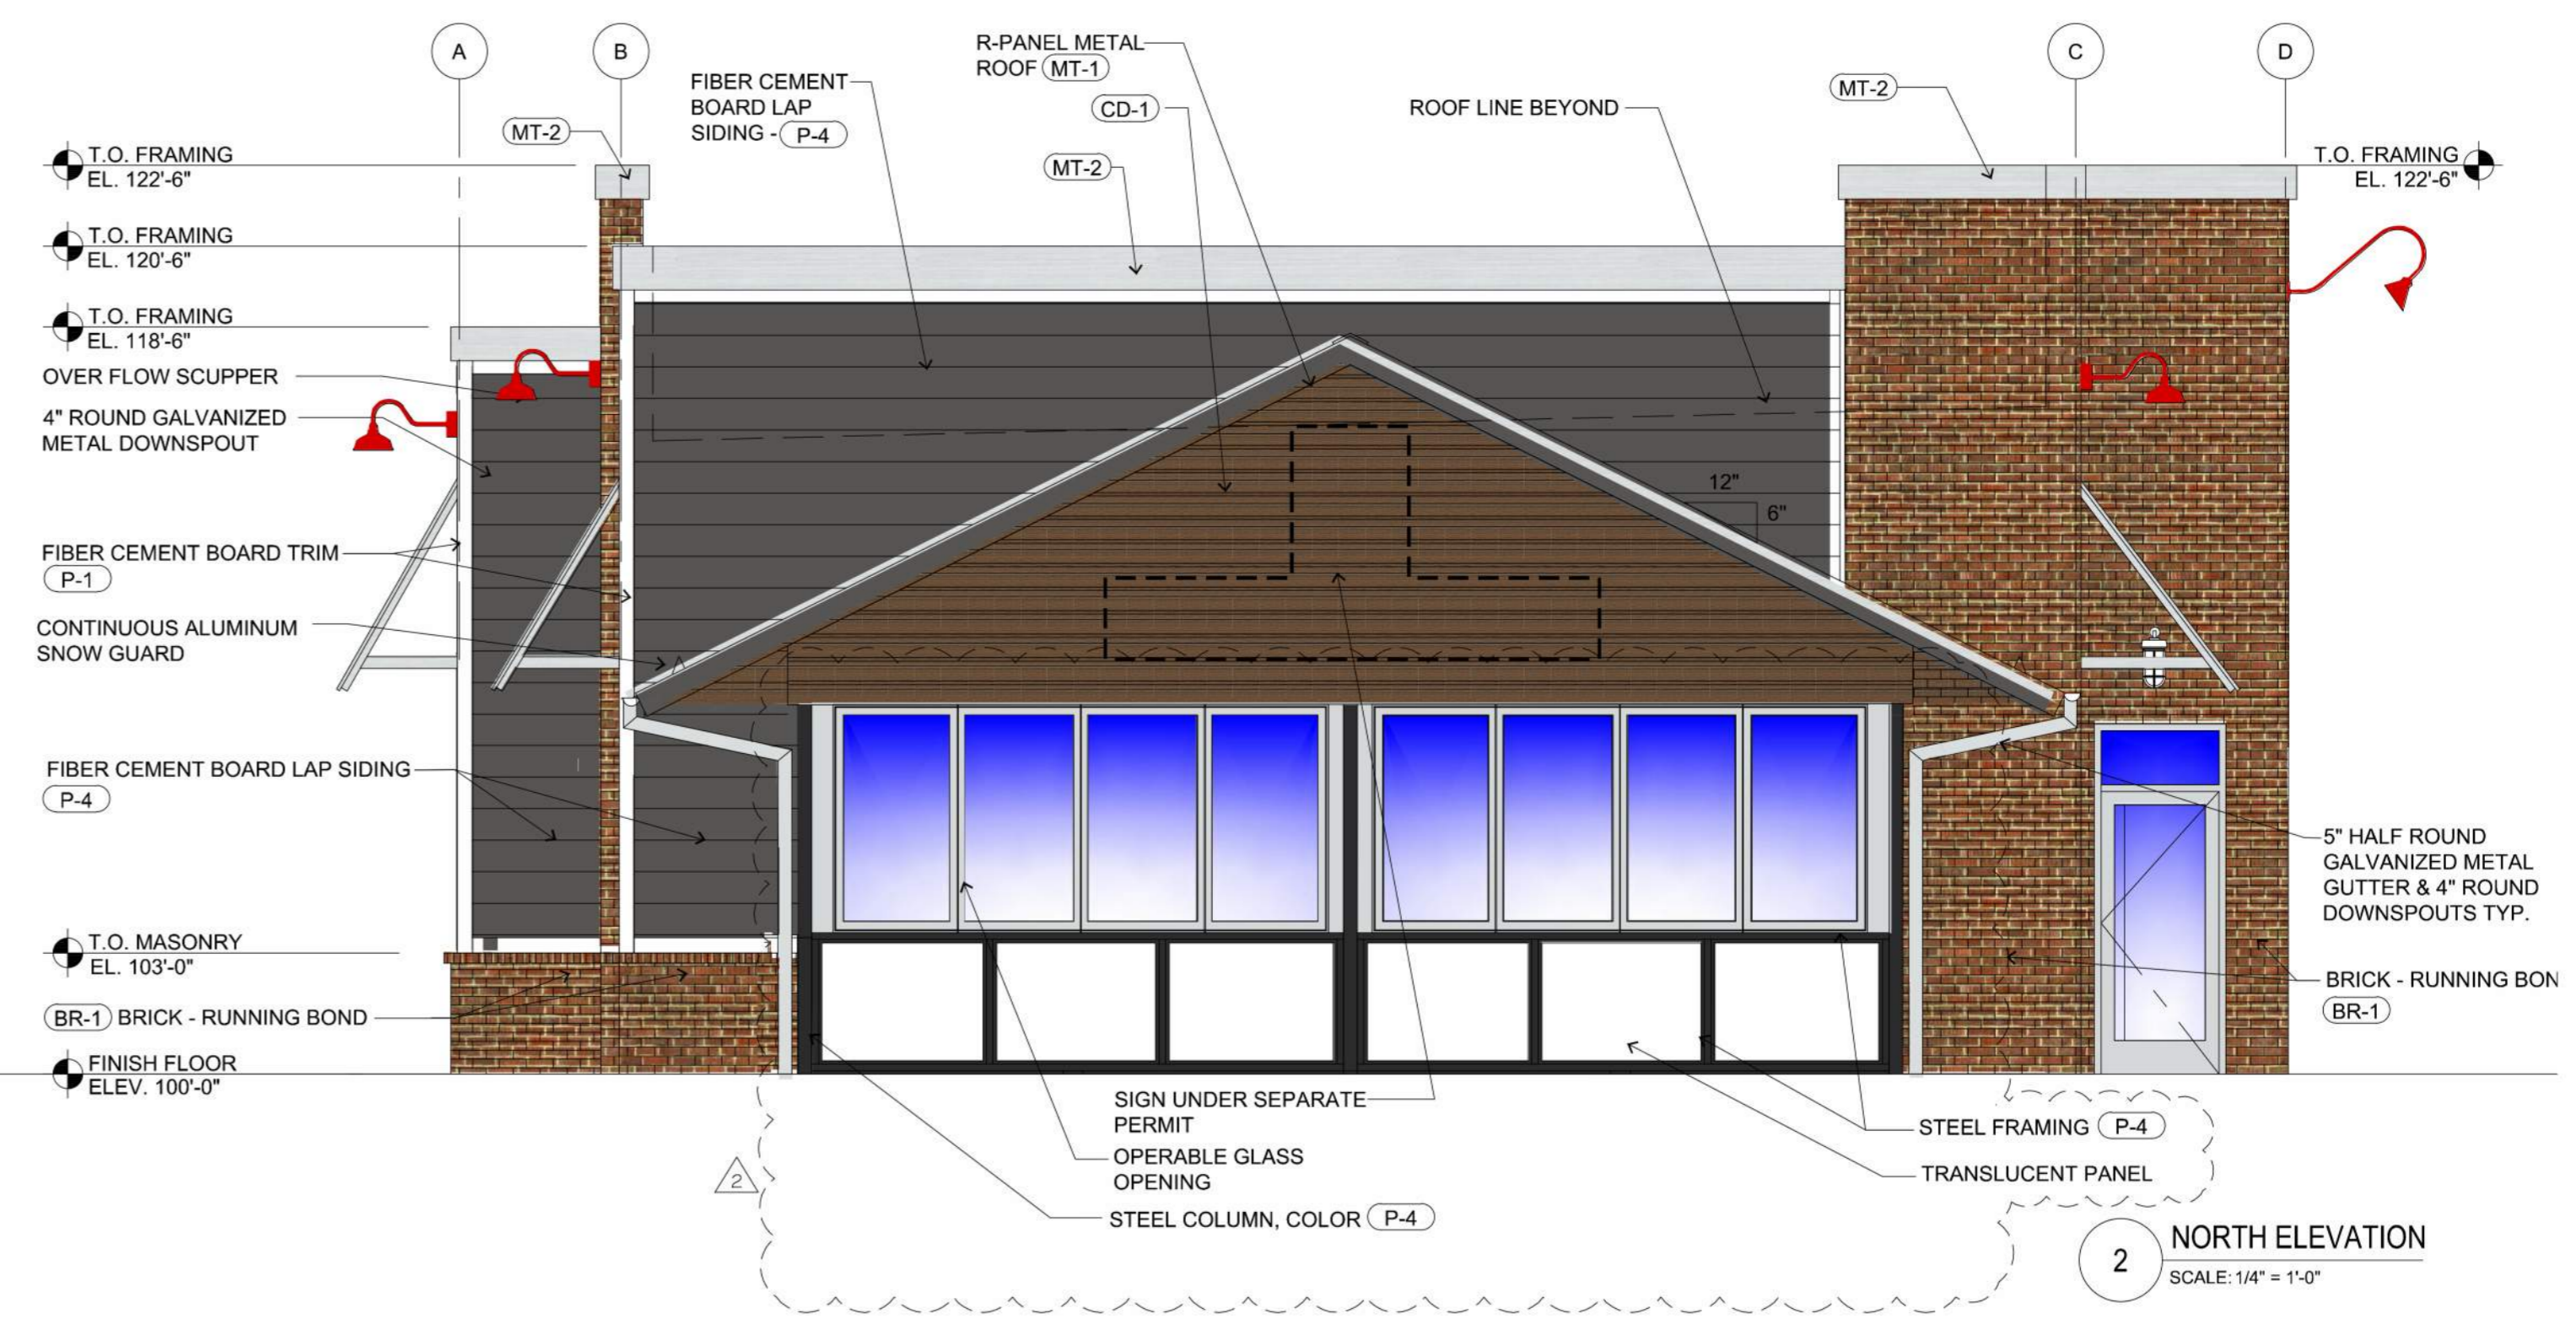 A
B
C
D
R-PANEL METAL
ROOF MT-1
FIBER CEMENT
BOARD LAP
SIDING - P-4
CD-1
MT-2
ROOF LINE BEYOND
MT-2
MT-2
T.O. FRAMING
EL. 122'-6"
T.O. FRAMING
EL. 122'-6"
T.O. FRAMING
EL. 120'-6"
T.O. FRAMING
EL. 118'-6"
OVER FLOW SCUPPER
4" ROUND GALVANIZED
METAL DOWNSPOUT
12"
6"
FIBER CEMENT BOARD TRIM
P-1
CONTINUOUS ALUMINUM
SNOW GUARD
FIBER CEMENT BOARD LAP SIDING
P-4
5" HALF ROUND
GALVANIZED METAL
GUTTER & 4" ROUND
DOWNSPOUTS TYP.
T.O. MASONRY
EL. 103'-0"
BRICK - RUNNING BON
BR-1
BR-1 BRICK - RUNNING BOND
FINISH FLOOR
ELEV. 100'-0"
SIGN UNDER SEPARATE
PERMIT
OPERABLE GLASS
OPENING
STEEL COLUMN, COLOR P-4
STEEL FRAMING P-4
TRANSLUCENT PANEL
2
2
NORTH ELEVATION
SCALE: 1/4" = 1'-0"